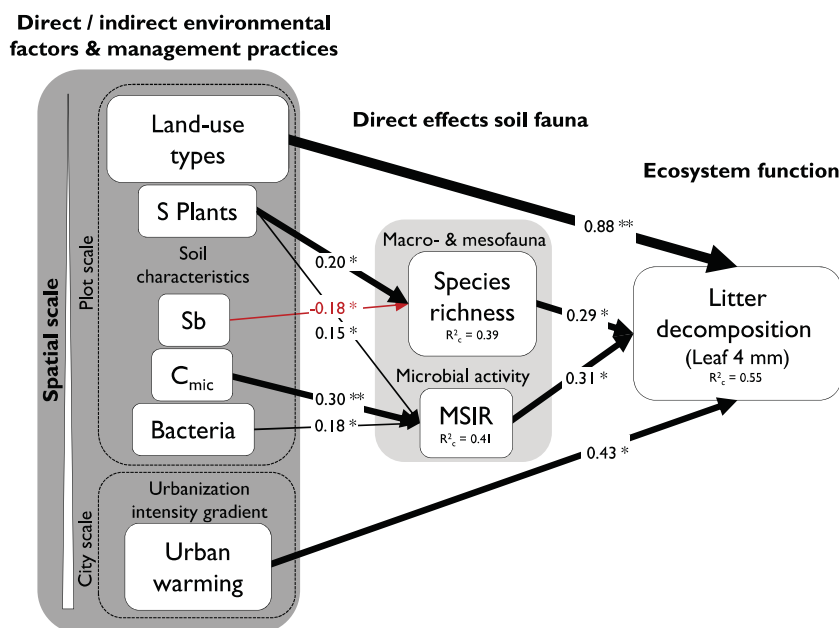 Direct / indirect environmental
factors & management practices
Direct effects soil fauna
Ecosystem function
Spatial scale
Plot scale
Land-use
types
S Plants
Soil
characteristics
Sb
Cmic
Bacteria
City scale
Urbanization
intensity gradient
Urban
warming
Macro- & mesofauna
Species
richness
R²c = 0.39
Microbial activity
MSIR
R²c = 0.41
Litter
decomposition
(Leaf 4 mm)
R²c = 0.55
0.88 **
0.20 *
-0.18 *
0.15 *
0.30 **
0.18 *
0.29 *
0.31 *
0.43 *